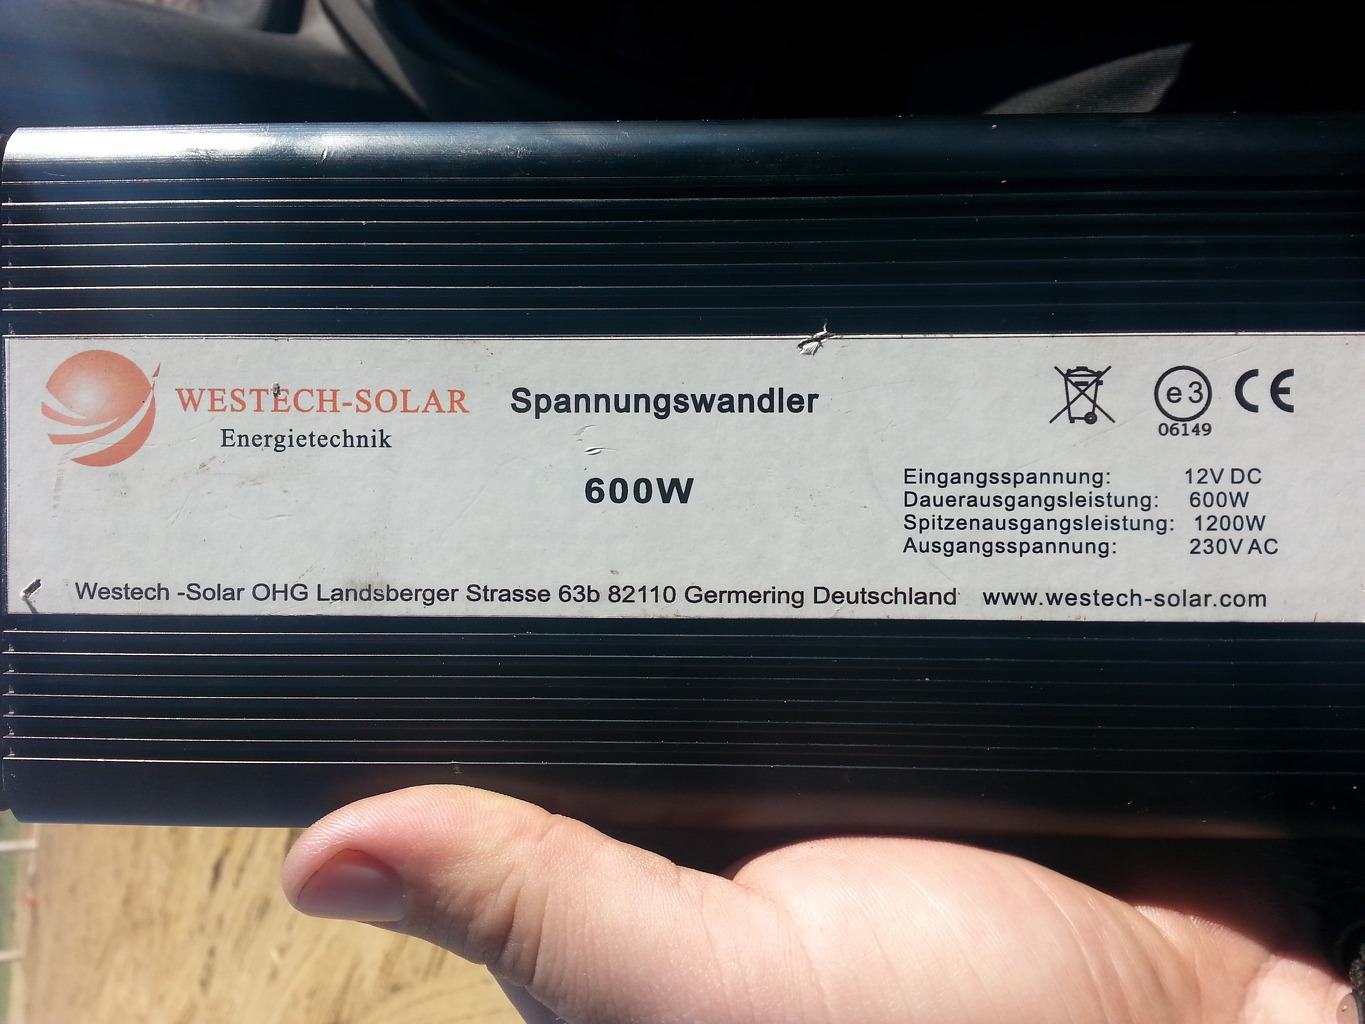 WESTECH-SOLAR
Energietechnik
Spannungswandler
600W
e3
06149
CE
Eingangsspannung: 12V DC
Dauerausgangsleistung: 600W
Spitzenausgangsleistung: 1200W
Ausgangsspannung: 230V AC
Westech -Solar OHG Landsberger Strasse 63b 82110 Germering Deutschland www.westech-solar.com